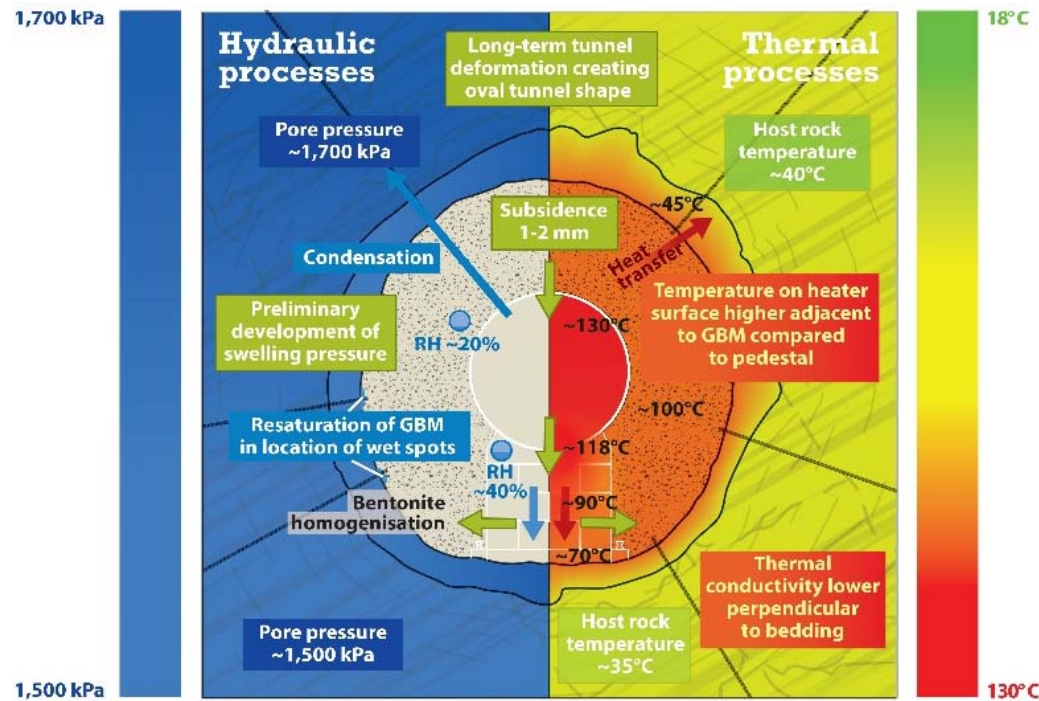 1,700 kPa
18°C
Hydraulic
processes
Long-term tunnel
deformation creating
oval tunnel shape
Thermal
processes
Pore pressure
~1,700 kPa
Host rock
temperature
~40°C
Subsidence
1-2 mm
~45°C
Heat
transfer
Condensation
Preliminary
development of
swelling pressure
RH ~20%
~130°C
Temperature on heater
surface higher adjacent
to GBM compared
to pedestal
~100°C
Resaturation of GBM
in location of wet spots
~118°C
RH
~40%
Bentonite
homogenisation
~90°C
~70°C
Thermal
conductivity lower
perpendicular
to bedding
Pore pressure
~1,500 kPa
Host rock
temperature
~35°C
1,500 kPa
130°C